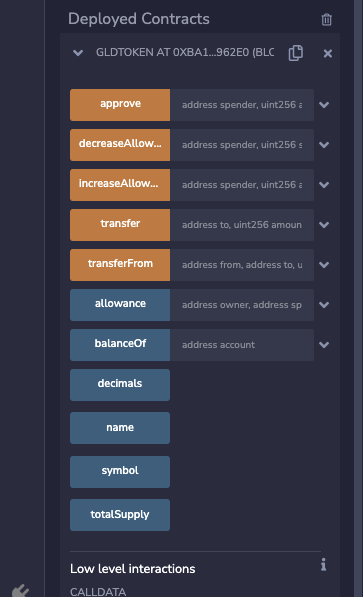 Deployed Contracts
GLDTOKEN AT 0XBA1...962E0 (BLC
approve address spender, uint256 a
decreaseAllow... address spender, uint256 s
increaseAllow... address spender, uint256 a
transfer address to, uint256 amoun
transferFrom address from, address to, u
allowance address owner, address sp
balanceOf address account
decimals
name
symbol
totalSupply
Low level interactions
CALLDATA